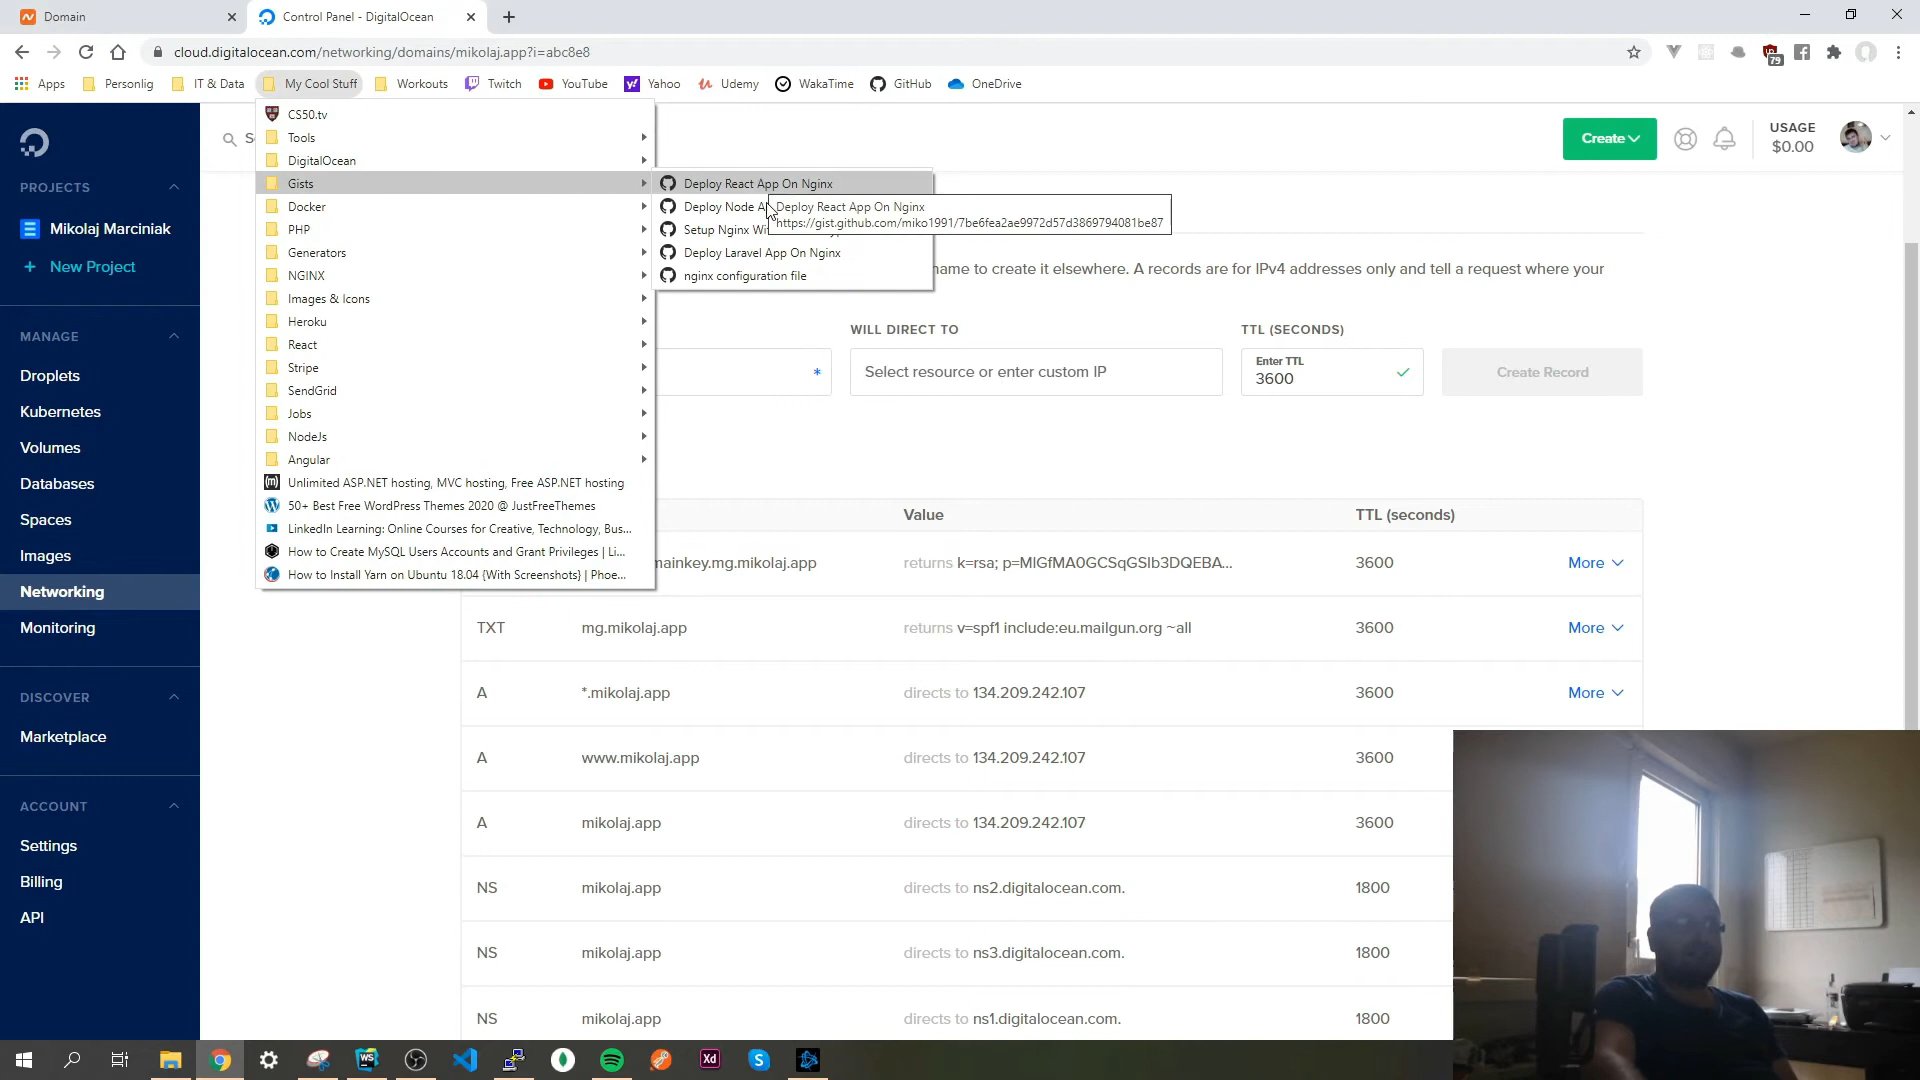 Domain
Control Panel - DigitalOcean
cloud.digitalocean.com/networking/domains/mikolaj.app?i=abc8e8
79
Apps
Personlig
IT & Data
My Cool Stuff
Workouts
Twitch
YouTube
Yahoo
Udemy
WakaTime
GitHub
OneDrive
PROJECTS
Mikolaj Marciniak
New Project
MANAGE
Droplets
Kubernetes
Volumes
Databases
Spaces
Images
Networking
Monitoring
DISCOVER
Marketplace
ACCOUNT
Settings
Billing
API
CS50.tv
Tools
DigitalOcean
Gists
Docker
PHP
Generators
NGINX
Images & Icons
Heroku
React
Stripe
SendGrid
Jobs
NodeJs
Angular
Unlimited ASP.NET hosting, MVC hosting, Free ASP.NET hosting
50+ Best Free WordPress Themes 2020 @ JustFreeThemes
LinkedIn Learning: Online Courses for Creative, Technology, Bus...
How to Create MySQL Users Accounts and Grant Privileges | Li...
How to Install Yarn on Ubuntu 18.04 {With Screenshots} | Phoe...
Deploy React App On Nginx
Deploy Node
Setup Nginx
Deploy Laravel App On Nginx
nginx configuration file
Deploy React App On Nginx
https://gist.github.com/miko1991/7be6fea2ae9972d57d3869794081be87
Create
USAGE
$0.00
name to create it elsewhere. A records are for IPv4 addresses only and tell a request where your
WILL DIRECT TO
TTL (SECONDS)
*
Select resource or enter custom IP
Enter TTL
3600
Create Record
Value
TTL (seconds)
mainkey.mg.mikolaj.app
returns k=rsa; p=MIGfMA0GCSqGSIb3DQEBA...
3600
More
TXT
mg.mikolaj.app
returns v=spf1 include:eu.mailgun.org ~all
3600
More
A
*.mikolaj.app
directs to 134.209.242.107
3600
More
A
www.mikolaj.app
directs to 134.209.242.107
3600
A
mikolaj.app
directs to 134.209.242.107
3600
NS
mikolaj.app
directs to ns2.digitalocean.com.
1800
NS
mikolaj.app
directs to ns3.digitalocean.com.
1800
NS
mikolaj.app
directs to ns1.digitalocean.com.
1800
WS
Xd